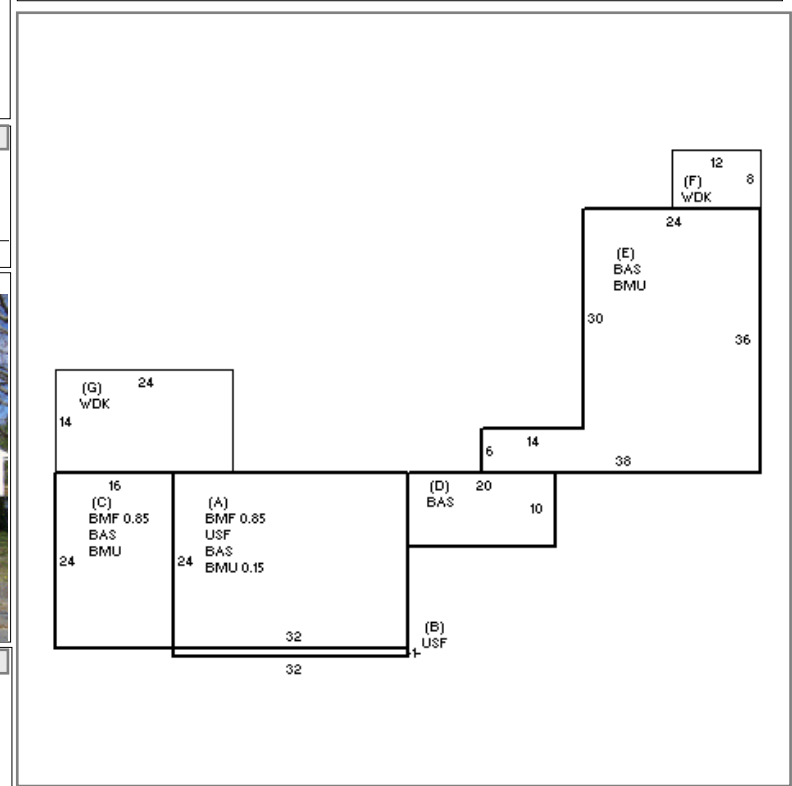 12
8
(F)
WDK
24
(E)
BAS
BMU
30
36
24
(G)
WDK
14
14
6
38
16
(C)
BMF 0.85
BAS
BMU
24
(A)
BMF 0.85
USF
BAS
BMU 0.15
24
(D)
BAS
20
10
32
(B)
USF
1
32